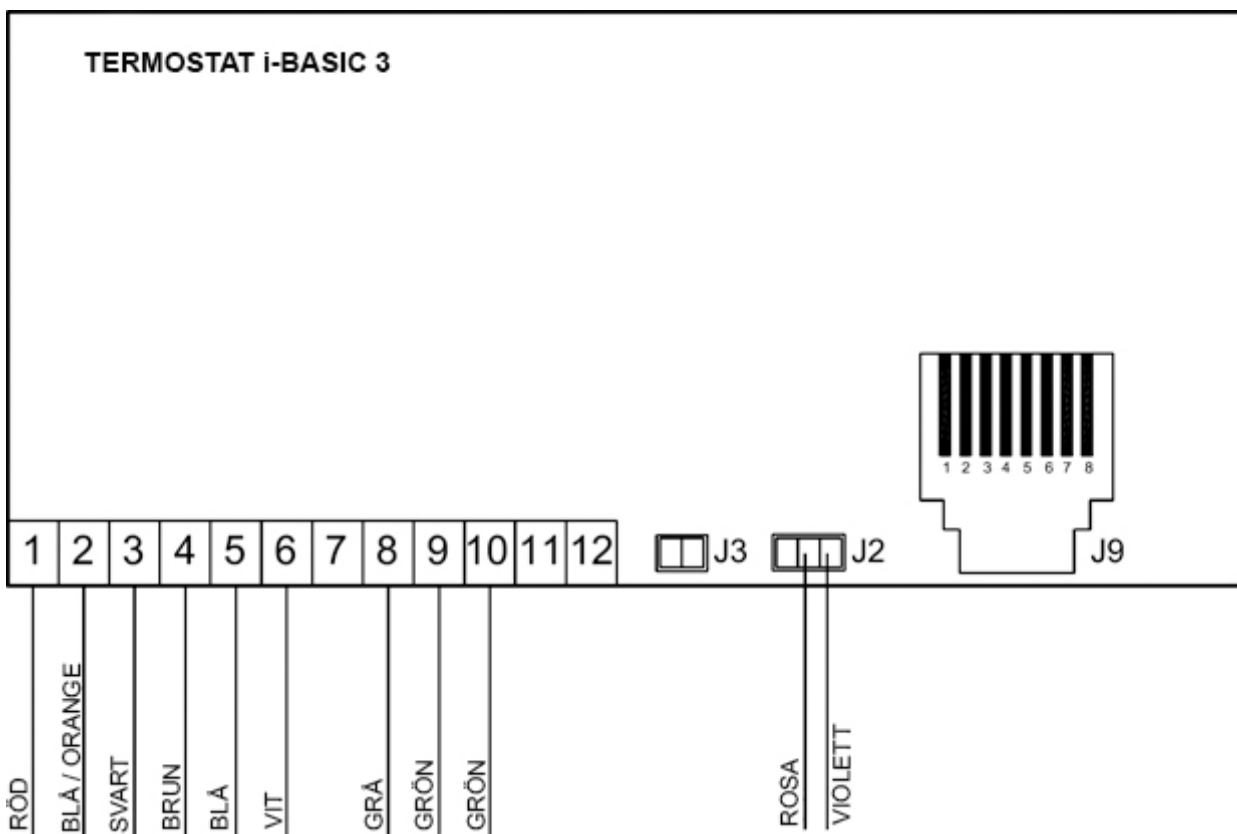 TERMOSTAT i-BASIC 3
1 2 3 4 5 6 7 8
1 2 3 4 5 6 7 8 9 10 11 12
J3
J2
J9
RÖD
BLÅ / ORANGE
SVART
BRUN
BLÅ
VIT
GRÅ
GRÖN
GRÖN
ROSA
VIOLETT